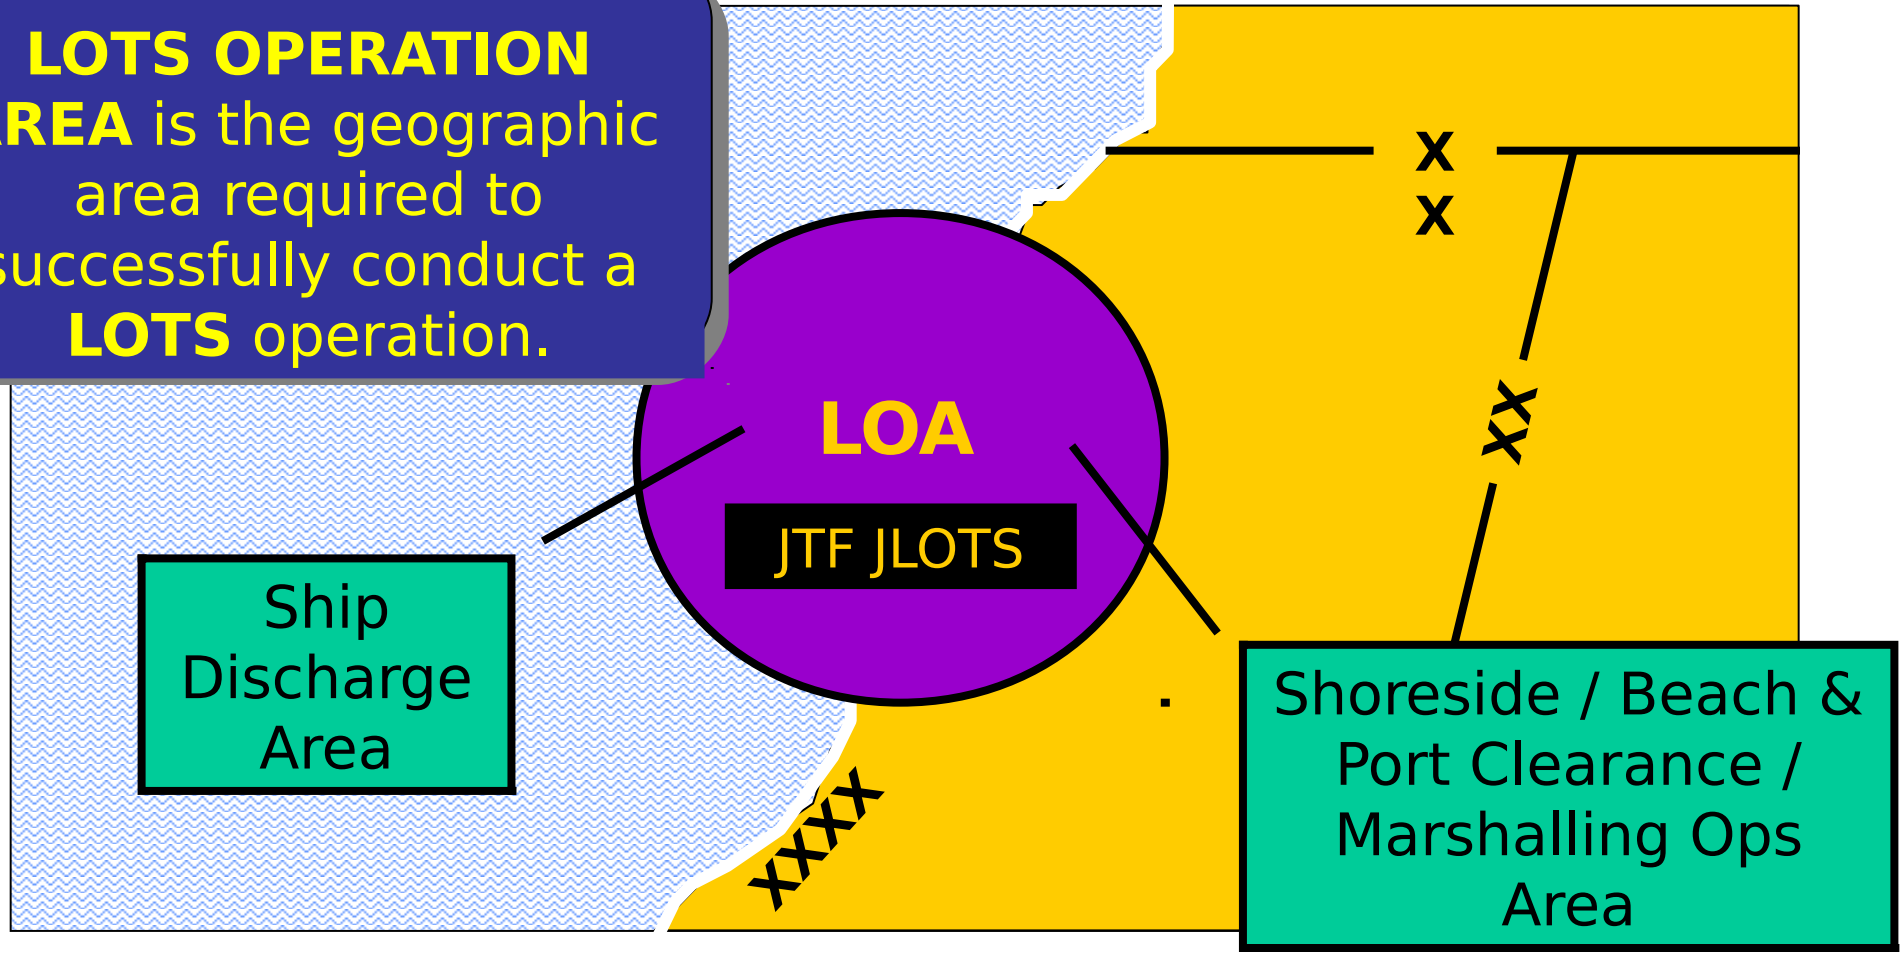 LOTS OPERATION
REA is the geographic
area required to
successfully conduct a
LOTS operation.
X
X
XX
LOA
JTF JLOTS
Ship
Discharge
Area
Shoreside / Beach &
Port Clearance /
Marshalling Ops
Area
XXXX